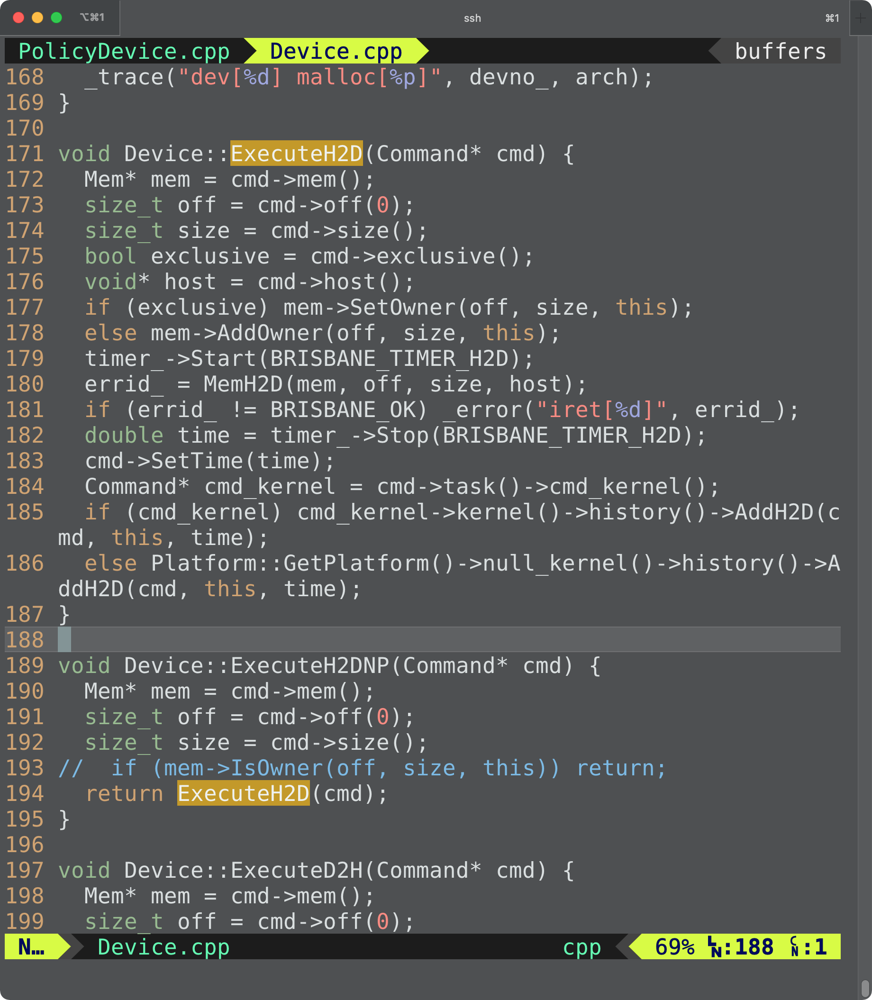 ⌥⌘1 ssh ⌘1 +
PolicyDevice.cpp Device.cpp buffers
168   _trace("dev[%d] malloc[%p]", devno_, arch);
169 }
170
171 void Device::ExecuteH2D(Command* cmd) {
172   Mem* mem = cmd->mem();
173   size_t off = cmd->off(0);
174   size_t size = cmd->size();
175   bool exclusive = cmd->exclusive();
176   void* host = cmd->host();
177   if (exclusive) mem->SetOwner(off, size, this);
178   else mem->AddOwner(off, size, this);
179   timer_->Start(BRISBANE_TIMER_H2D);
180   errid_ = MemH2D(mem, off, size, host);
181   if (errid_ != BRISBANE_OK) _error("iret[%d]", errid_);
182   double time = timer_->Stop(BRISBANE_TIMER_H2D);
183   cmd->SetTime(time);
184   Command* cmd_kernel = cmd->task()->cmd_kernel();
185   if (cmd_kernel) cmd_kernel->kernel()->history()->AddH2D(c
md, this, time);
186   else Platform::GetPlatform()->null_kernel()->history()->A
ddH2D(cmd, this, time);
187 }
188
189 void Device::ExecuteH2DNP(Command* cmd) {
190   Mem* mem = cmd->mem();
191   size_t off = cmd->off(0);
192   size_t size = cmd->size();
193 //  if (mem->IsOwner(off, size, this)) return;
194   return ExecuteH2D(cmd);
195 }
196
197 void Device::ExecuteD2H(Command* cmd) {
198   Mem* mem = cmd->mem();
199   size_t off = cmd->off(0);
N… Device.cpp cpp 69% LN:188 CN:1